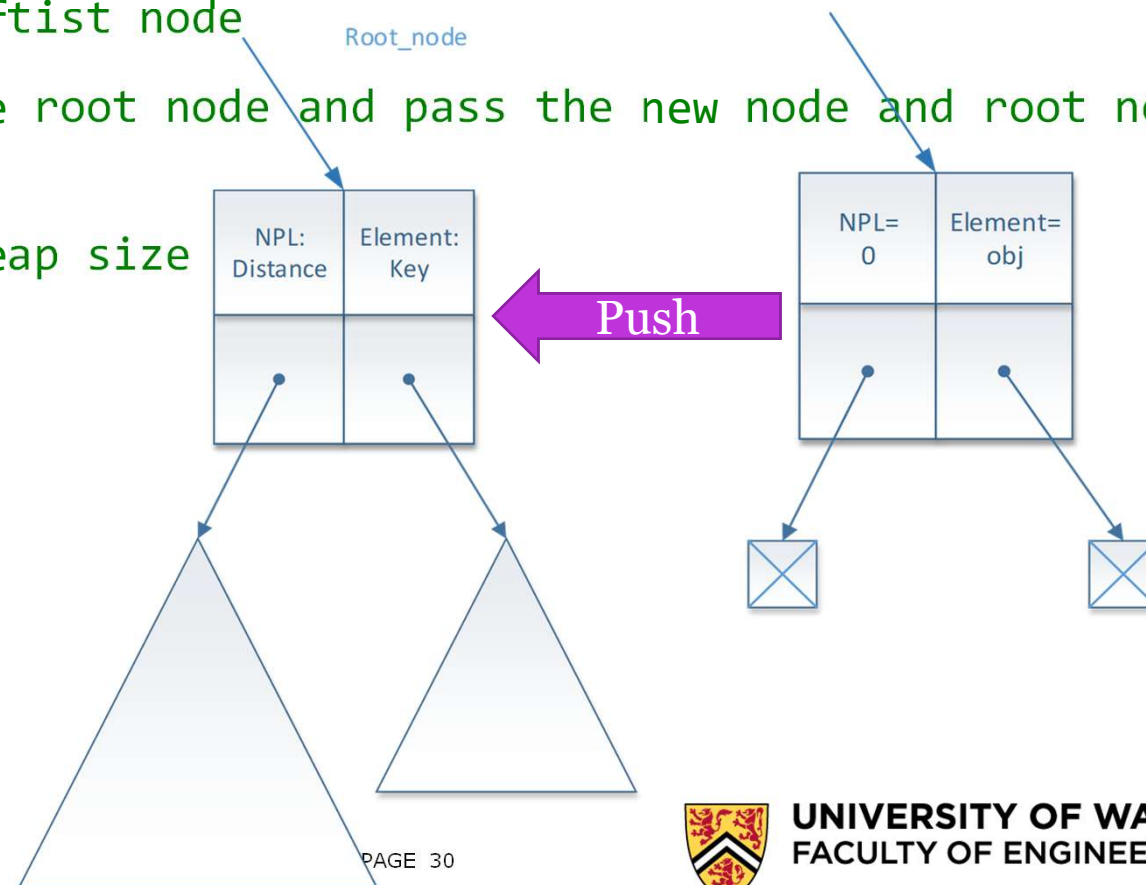 ftist node
Root_node
e root node and pass the new node and root n
eap size
NPL:
Distance
Element:
Key
Push
NPL=
0
Element=
obj
PAGE 30
UNIVERSITY OF WA
FACULTY OF ENGINEE